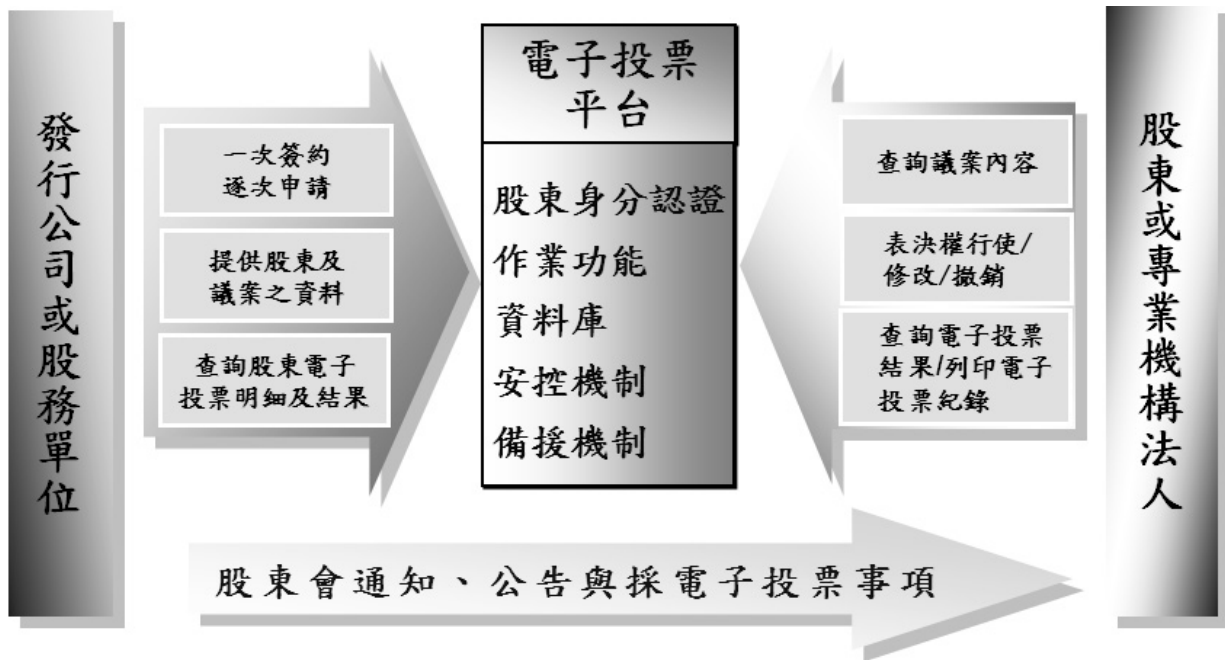 發行公司或股務單位
一次簽約
逐次申請
提供股東及
議案之資料
查詢股東電子
投票明細及結果
電子投票
平台
股東身分認證
作業功能
資料庫
安控機制
備援機制
查詢議案內容
表決權行使/
修改/撤銷
查詢電子投票
結果/列印電子
投票紀錄
股東或專業機構法人
股東會通知、公告與採電子投票事項